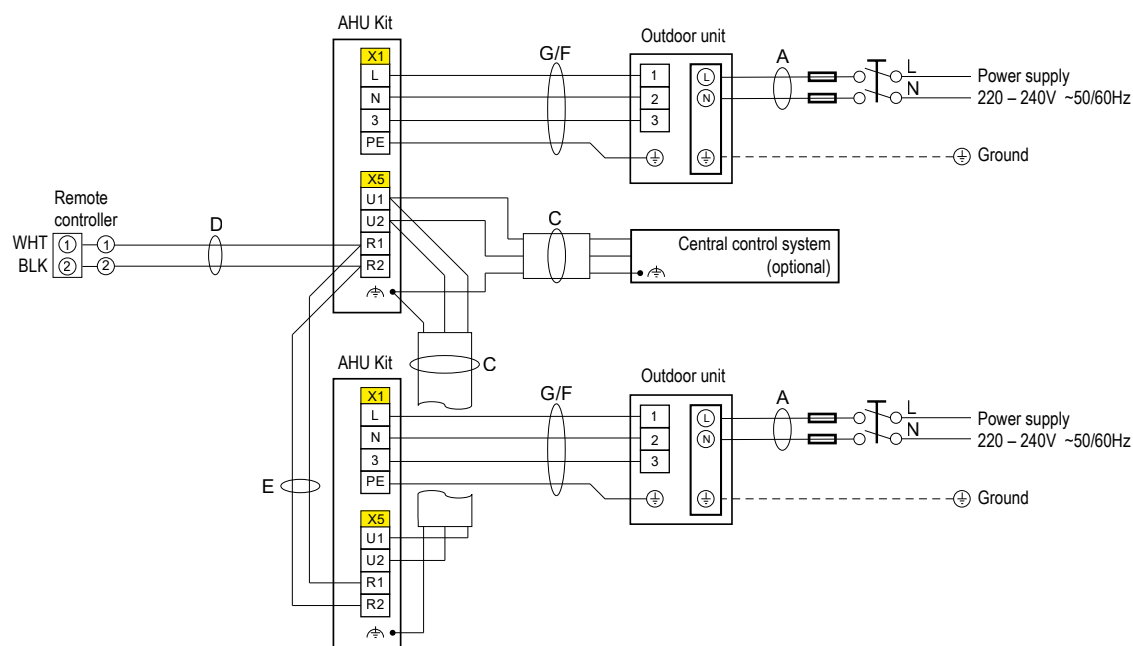 AHU Kit
X1
L
N
3
PE
X5
U1
U2
R1
R2
G/F
Outdoor unit
1
2
3
L
N
A
L
N
Power supply
220 – 240V ~50/60Hz
Ground
Remote
controller
WHT 1 1
BLK 2 2
D
C
Central control system
(optional)
C
E
AHU Kit
X1
L
N
3
PE
X5
U1
U2
R1
R2
G/F
Outdoor unit
1
2
3
L
N
A
L
N
Power supply
220 – 240V ~50/60Hz
Ground